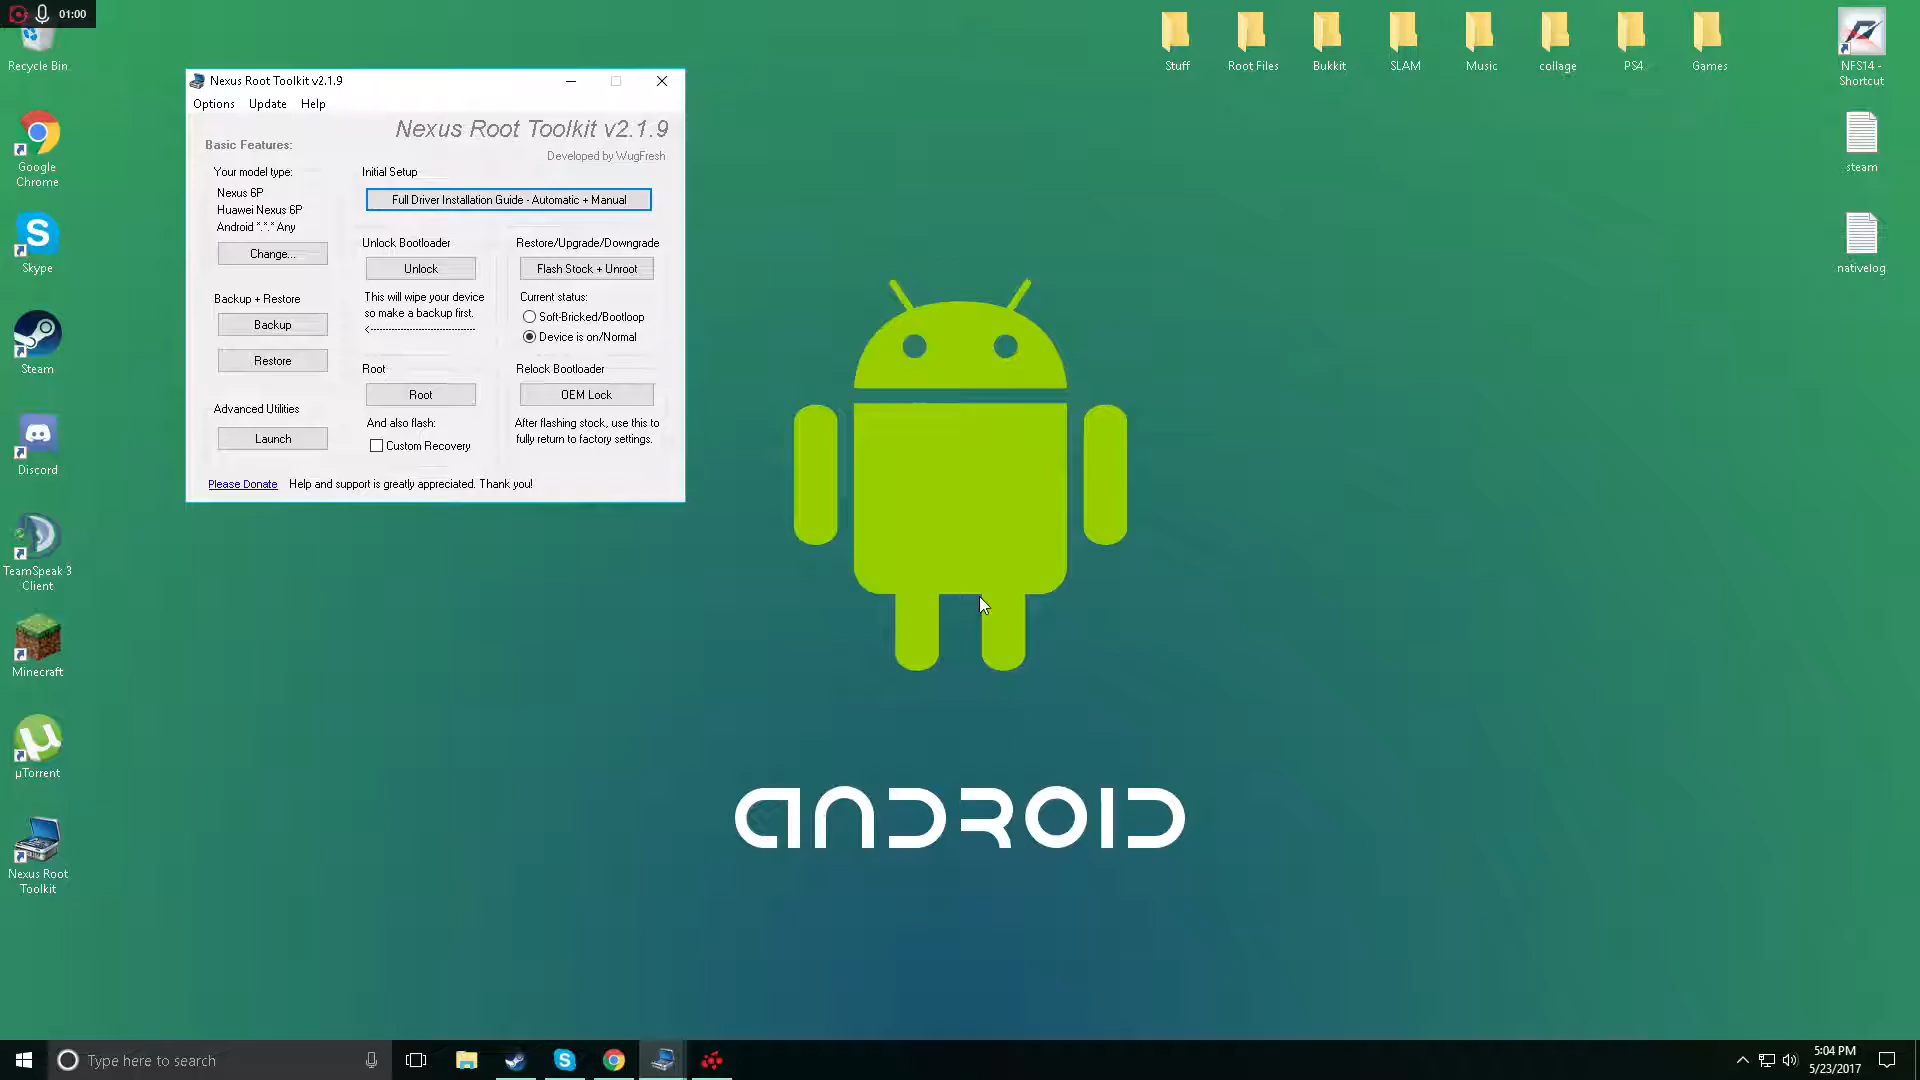 01:00
Recycle Bin
Google
Chrome
Skype
Steam
Discord
TeamSpeak 3
Client
Minecraft
µTorrent
Nexus Root
Toolkit
Nexus Root Toolkit v2.1.9
Options Update Help
Nexus Root Toolkit v2.1.9
Developed by WugFresh
Basic Features:
Your model type:
Nexus 6P
Huawei Nexus 6P
Android *.*.* Any
Change...
Backup + Restore
Backup
Restore
Advanced Utilities
Launch
Initial Setup
Full Driver Installation Guide - Automatic + Manual
Unlock Bootloader
Unlock
This will wipe your device
so make a backup first.
<-----------------------------------
Root
Root
And also flash:
Custom Recovery
Restore/Upgrade/Downgrade
Flash Stock + Unroot
Current status:
Soft-Bricked/Bootloop
Device is on/Normal
Relock Bootloader
OEM Lock
After flashing stock, use this to
fully return to factory settings.
Please Donate Help and support is greatly appreciated. Thank you!
Stuff
Root Files
Bukkit
SLAM
Music
collage
PS4
Games
NFS14 -
Shortcut
steam
nativelog
ANDROID
Type here to search
5:04 PM
5/23/2017